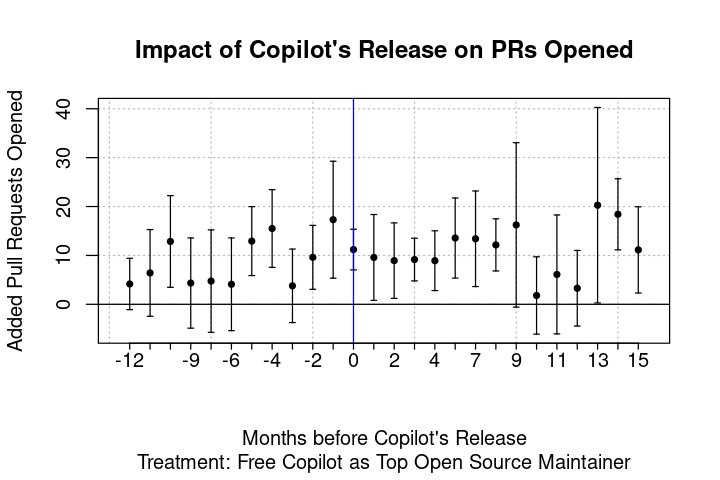 Impact of Copilot's Release on PRs Opened
Added Pull Requests Opened
40
30
20
10
0
-12 -9 -6 -4 -2 0 2 4 7 9 11 13 15
Months before Copilot's Release
Treatment: Free Copilot as Top Open Source Maintainer